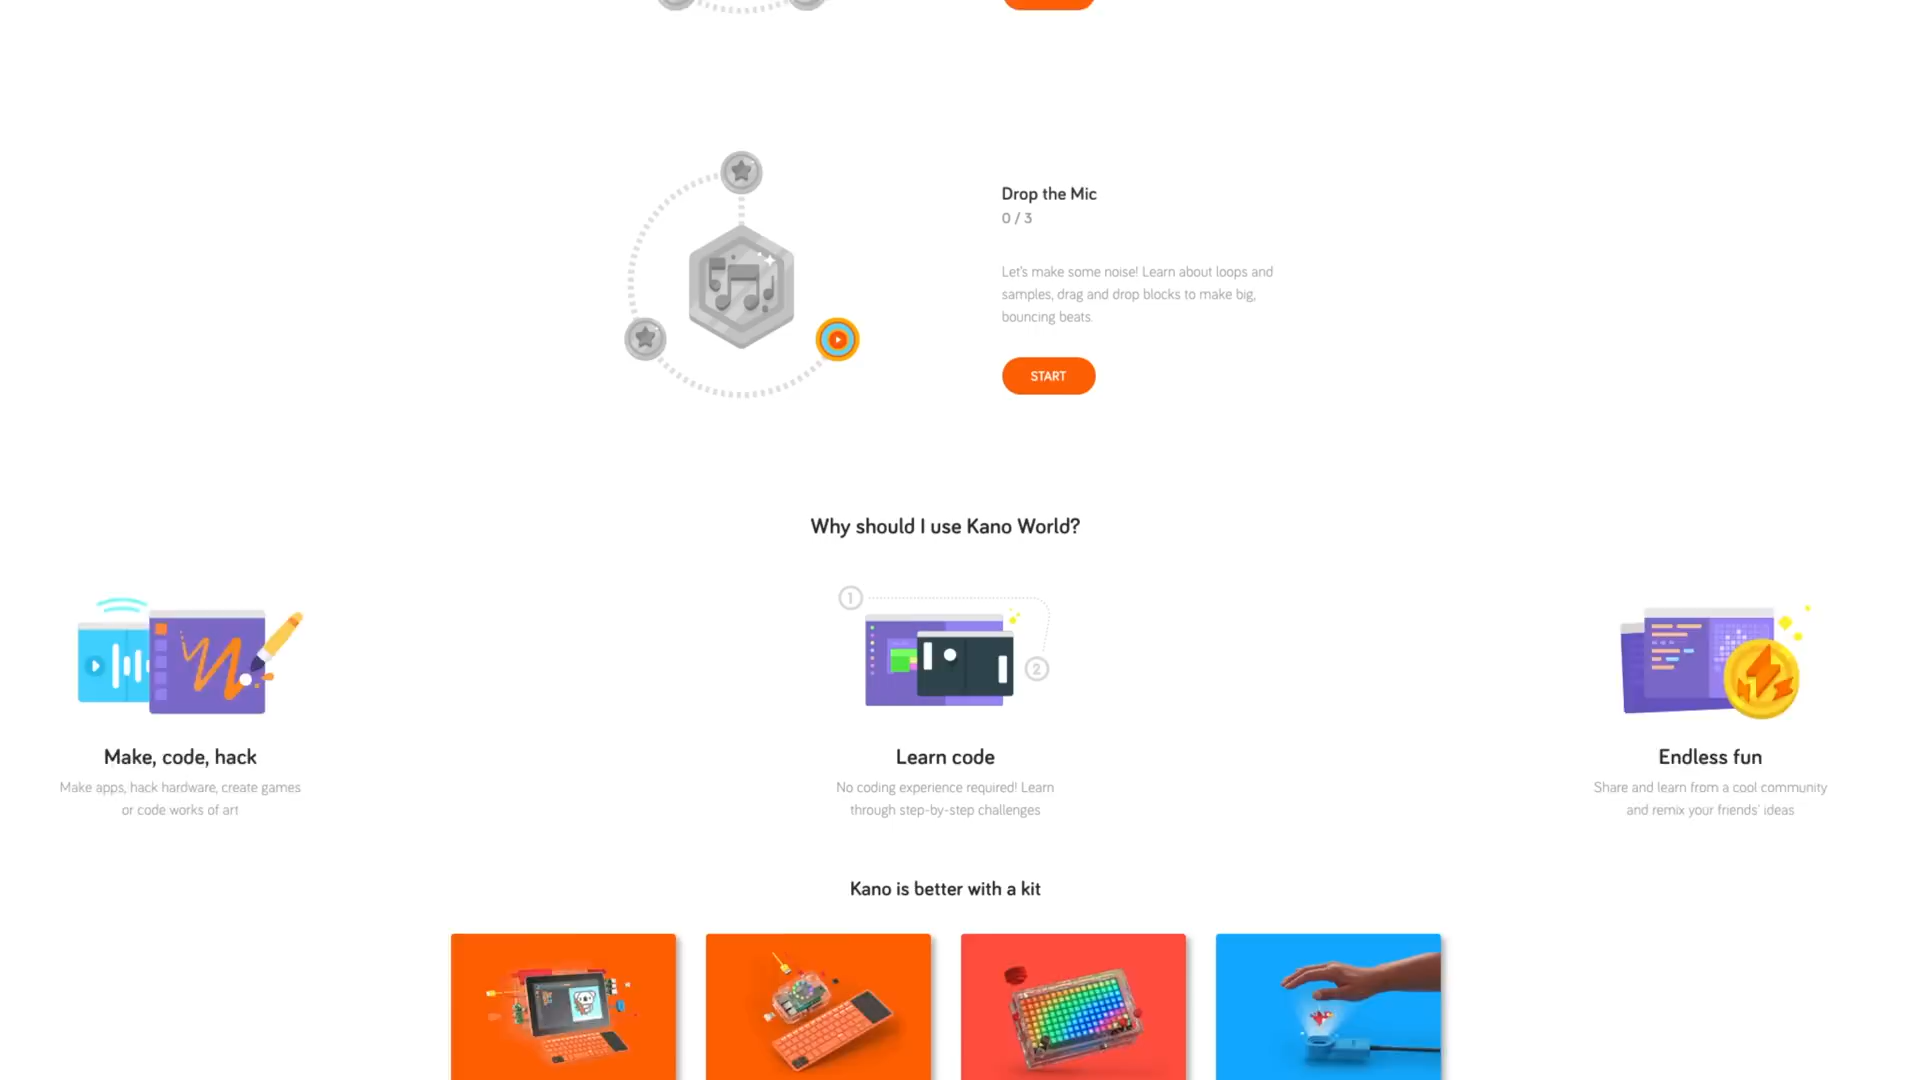 Drop the Mic
0 / 3
Let's make some noise! Learn about loops and
samples, drag and drop blocks to make big,
bouncing beats.
START
Why should I use Kano World?
1
2
Make, code, hack
Make apps, hack hardware, create games
or code works of art
Learn code
No coding experience required! Learn
through step-by-step challenges
Endless fun
Share and learn from a cool community
and remix your friends' ideas
Kano is better with a kit